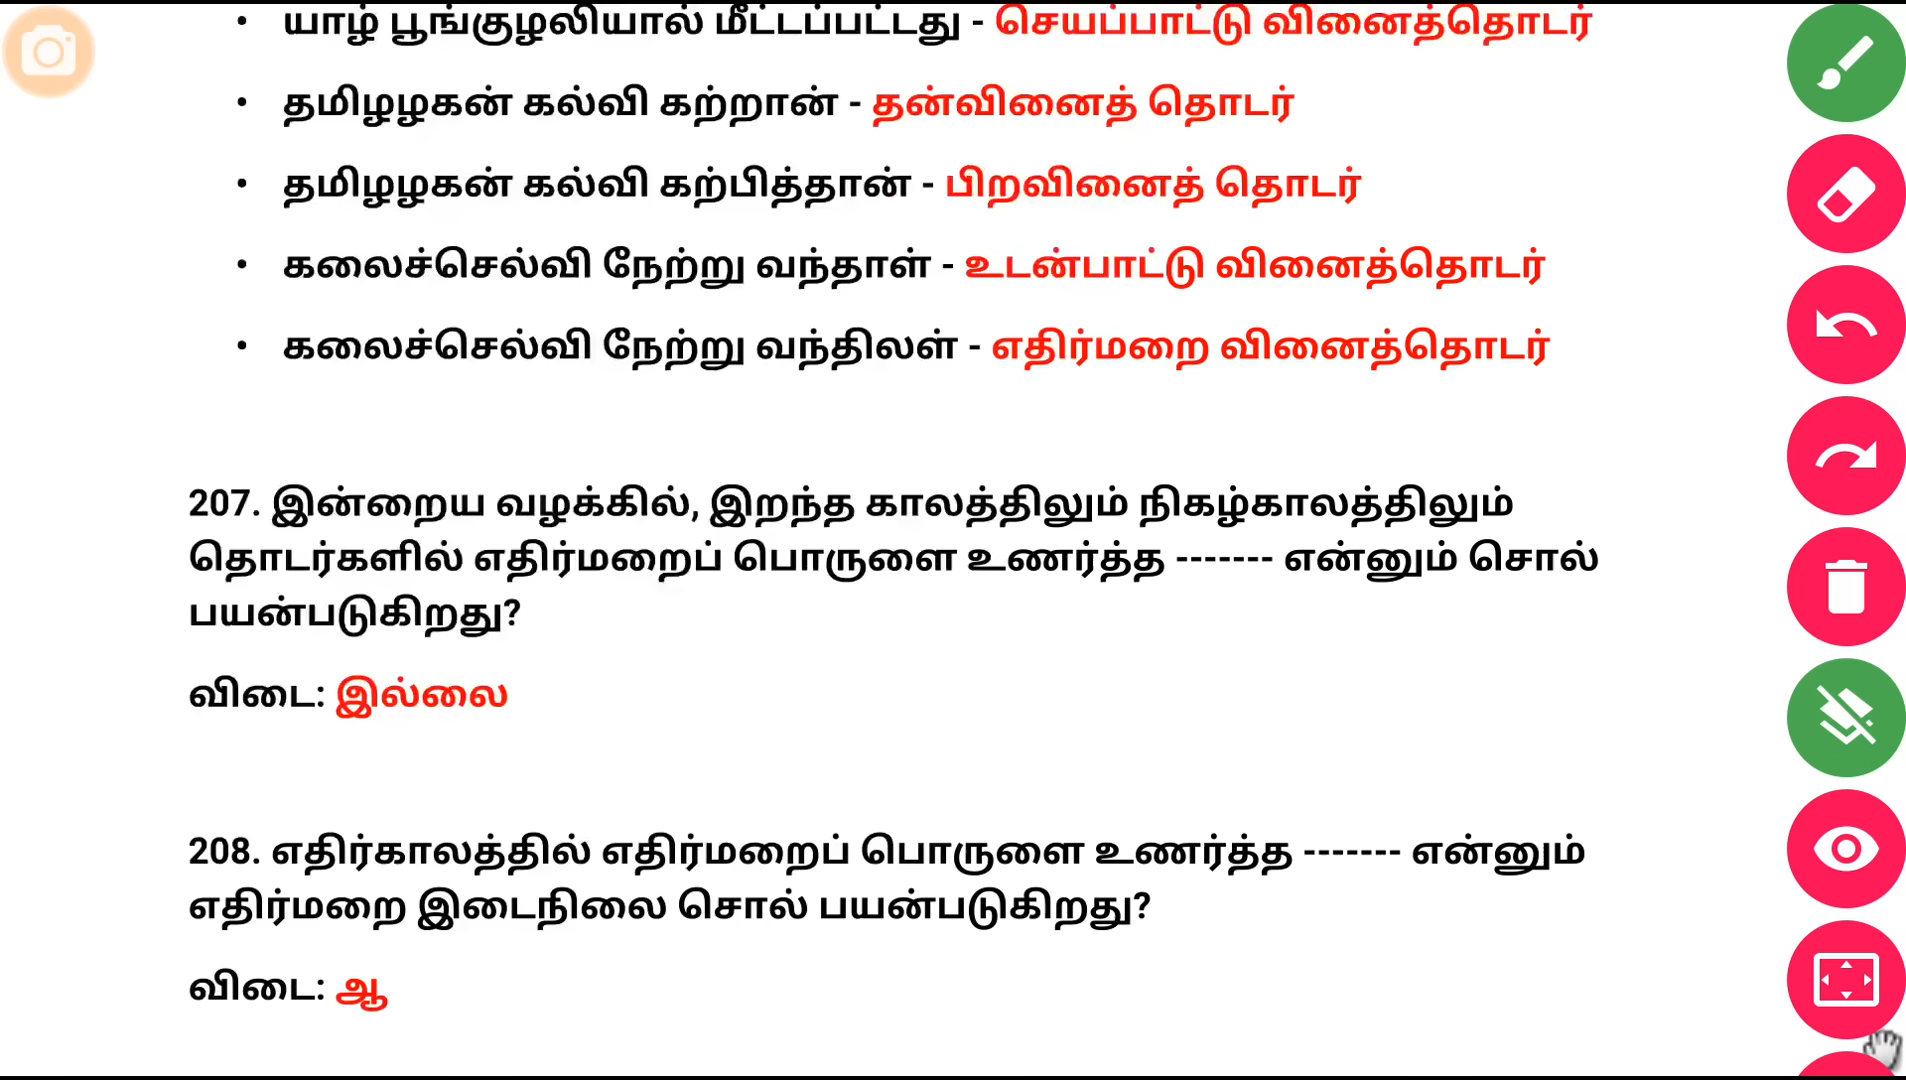 • யாழ் பூங்குழலியால் மீட்டப்பட்டது - செயப்பாட்டு வினைத்தொடர்
• தமிழழகன் கல்வி கற்றான் - தன்வினைத் தொடர்
• தமிழழகன் கல்வி கற்பித்தான் - பிறவினைத் தொடர்
• கலைச்செல்வி நேற்று வந்தாள் - உடன்பாட்டு வினைத்தொடர்
• கலைச்செல்வி நேற்று வந்திலள் - எதிர்மறை வினைத்தொடர்
207. இன்றைய வழக்கில், இறந்த காலத்திலும் நிகழ்காலத்திலும்
தொடர்களில் எதிர்மறைப் பொருளை உணர்த்த ------- என்னும் சொல்
பயன்படுகிறது?
விடை: இல்லை
208. எதிர்காலத்தில் எதிர்மறைப் பொருளை உணர்த்த ------- என்னும்
எதிர்மறை இடைநிலை சொல் பயன்படுகிறது?
விடை: ஆ